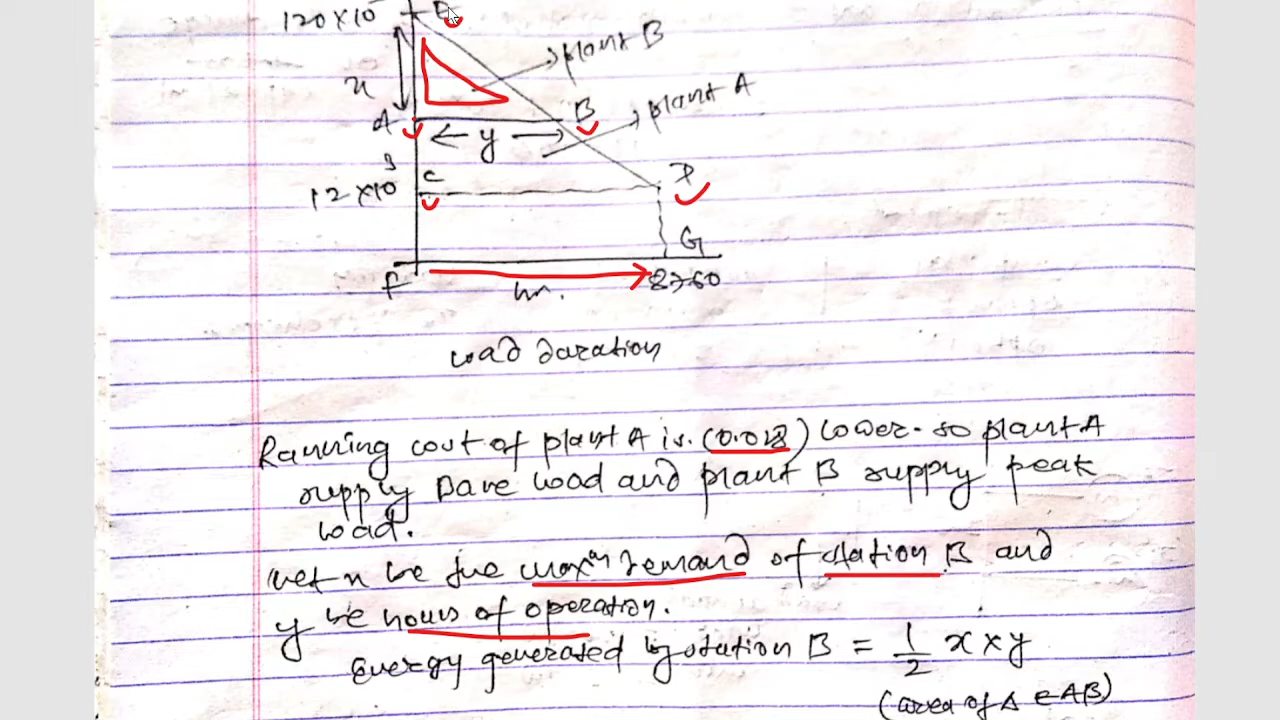 120×10³ E
plant B
x
plant A
A B
y
12×10³ C D
G
F 8760
hr.
Load duration
Running cost of plant A is (0.028) lower. so plant A
supply Base load and plant B supply peak
load.
Let x be the maxᵐ demand of station B and
y be hours of operation.
Energy generated by station B = 1/2 x × y
(area of Δ EAB)